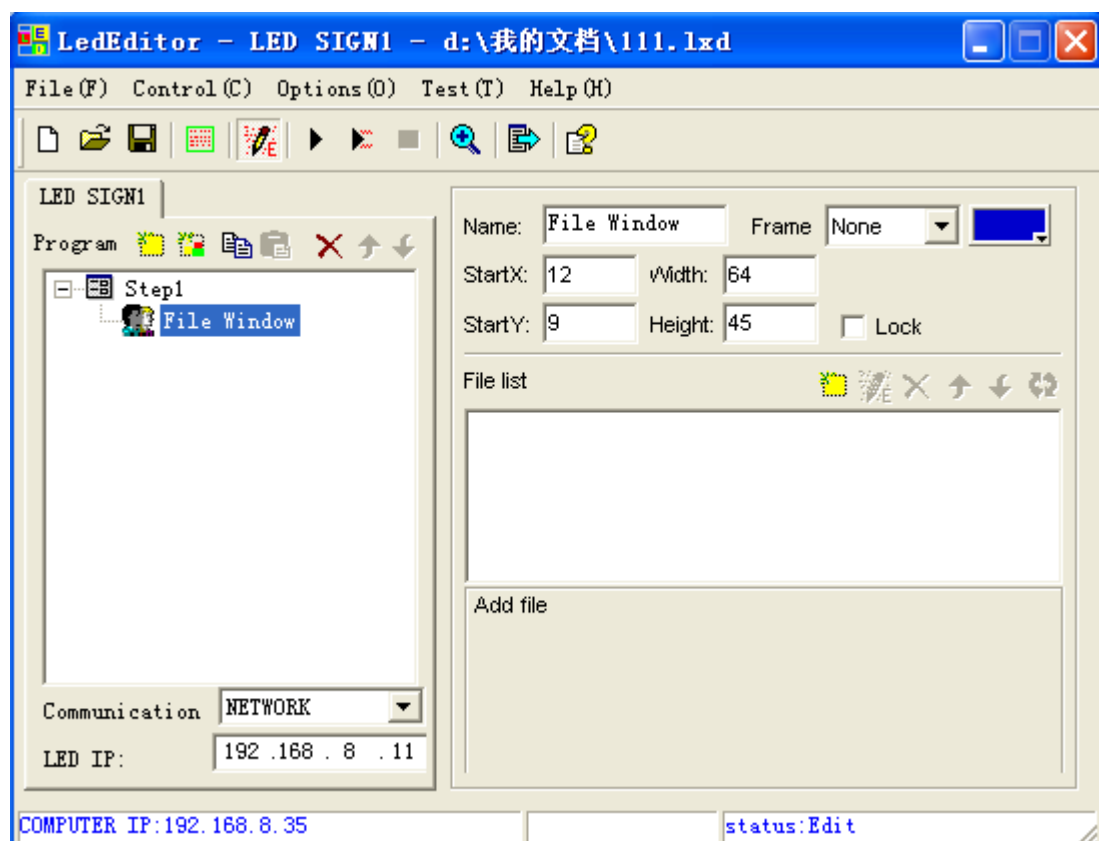 LedEditor - LED SIGN1 - d:\我的文档\111.lxd
File(F) Control(C) Options(O) Test(T) Help(H)
LED SIGN1
Program
Step1
File Window
Communication NETWORK
LED IP: 192 .168 . 8 . 11
Name: File Window Frame None
StartX: 12 Width: 64
StartY: 9 Height: 45 Lock
File list
Add file
COMPUTER IP:192.168.8.35 status:Edit